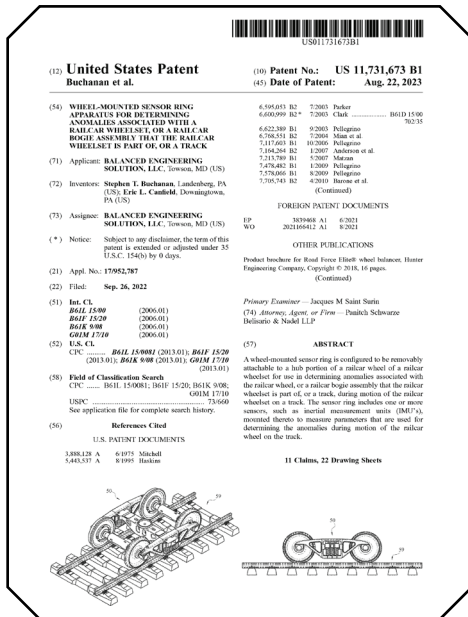 US011731673B1
(12) United States Patent
Buchanan et al.
(10) Patent No.: US 11,731,673 B1
(45) Date of Patent: Aug. 22, 2023
(54) WHEEL-MOUNTED SENSOR RING
APPARATUS FOR DETERMINING
ANOMALIES ASSOCIATED WITH A
RAILCAR WHEELSET, OR A RAILCAR
BOGIE ASSEMBLY THAT THE RAILCAR
WHEELSET IS PART OF, OR A TRACK
(71) Applicant: BALANCED ENGINEERING
SOLUTION, LLC, Towson, MD (US)
(72) Inventors: Stephen T. Buchanan, Landenberg, PA
(US); Eric L. Canfield, Downingtown,
PA (US)
(73) Assignee: BALANCED ENGINEERING
SOLUTION, LLC, Towson, MD (US)
( * ) Notice: Subject to any disclaimer, the term of this
patent is extended or adjusted under 35
U.S.C. 154(b) by 0 days.
(21) Appl. No.: 17/952,787
(22) Filed: Sep. 26, 2022
(51) Int. Cl.
B61L 15/00 (2006.01)
B61F 15/20 (2006.01)
B61K 9/08 (2006.01)
G01M 17/10 (2006.01)
(52) U.S. Cl.
CPC .......... B61L 15/0081 (2013.01); B61F 15/20
(2013.01); B61K 9/08 (2013.01); G01M 17/10
(2013.01)
(58) Field of Classification Search
CPC ...... B61L 15/0081; B61F 15/20; B61K 9/08;
G01M 17/10
USPC .......................................................... 73/660
See application file for complete search history.
(56) References Cited
U.S. PATENT DOCUMENTS
3,888,128 A 6/1975 Mitchell
5,443,537 A 8/1995 Haskins
6,595,053 B2 7/2003 Parker
6,600,999 B2 * 7/2003 Clark .................. B61D 15/00
702/35
6,622,389 B1 9/2003 Pellegrino
6,768,551 B2 7/2004 Mian et al.
7,117,603 B1 10/2006 Pellegrino
7,164,264 B2 1/2007 Anderson et al.
7,213,789 B1 5/2007 Matzan
7,478,482 B1 1/2009 Pellegrino
7,578,066 B1 8/2009 Pellegrino
7,705,743 B2 4/2010 Barone et al.
(Continued)
FOREIGN PATENT DOCUMENTS
EP 3839468 A1 6/2021
WO 2021166412 A1 8/2021
OTHER PUBLICATIONS
Product brochure for Road Force Elite® wheel balancer, Hunter
Engineering Company, Copyright © 2018, 16 pages.
(Continued)
Primary Examiner — Jacques M Saint Surin
(74) Attorney, Agent, or Firm — Panitch Schwarze
Belisario & Nadel LLP
(57) ABSTRACT
A wheel-mounted sensor ring is configured to be removably
attachable to a hub portion of a railcar wheel of a railcar
wheelset for use in determining anomalies associated with
the railcar wheel, or a railcar bogie assembly that the railcar
wheelset is part of, or a track, during motion of the railcar
wheelset on a track. The sensor ring includes one or more
sensors, such as inertial measurement units (IMU's),
mounted thereto to measure parameters that are used for
determining the anomalies during motion of the railcar
wheel on the track.
11 Claims, 22 Drawing Sheets
50
59
50
59